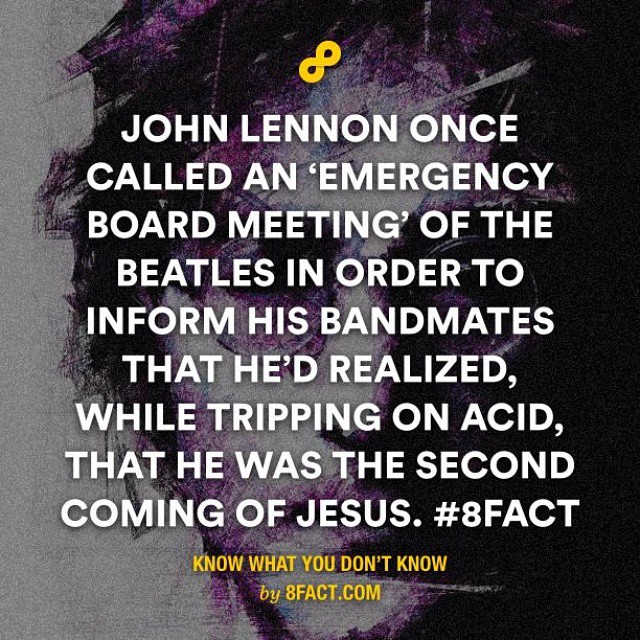 JOHN LENNON ONCE
CALLED AN ‘EMERGENCY
BOARD MEETING’ OF THE
BEATLES IN ORDER TO
INFORM HIS BANDMATES
THAT HE’D REALIZED,
WHILE TRIPPING ON ACID,
THAT HE WAS THE SECOND
COMING OF JESUS. #8FACT
KNOW WHAT YOU DON'T KNOW
by 8FACT.COM